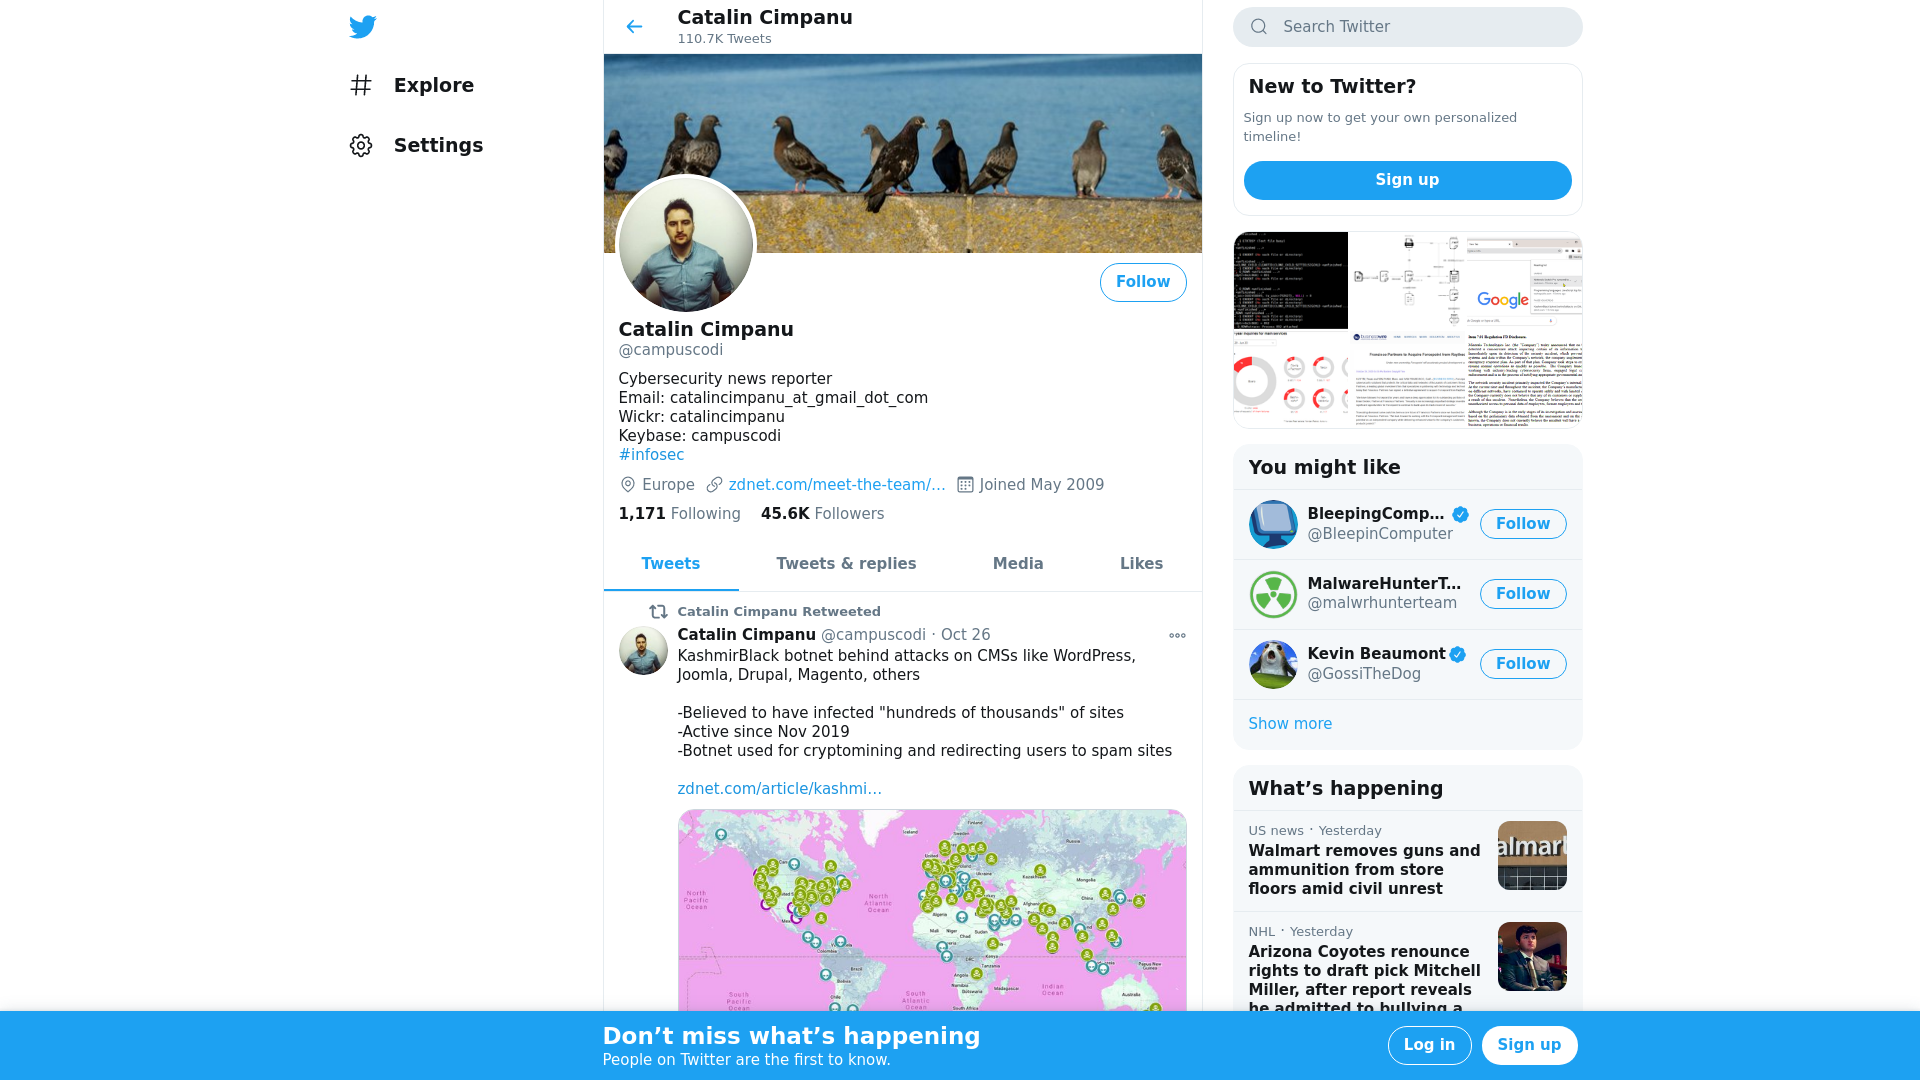 Explore
Settings
Catalin Cimpanu
110.7K Tweets
Follow
Catalin Cimpanu
@campuscodi
Cybersecurity news reporter
Email: catalincimpanu_at_gmail_dot_com
Wickr: catalincimpanu
Keybase: campuscodi
#infosec
Europe zdnet.com/meet-the-team/… Joined May 2009
1,171 Following 45.6K Followers
Tweets Tweets & replies Media Likes
Catalin Cimpanu Retweeted
Catalin Cimpanu @campuscodi · Oct 26
KashmirBlack botnet behind attacks on CMSs like WordPress,
Joomla, Drupal, Magento, others
-Believed to have infected "hundreds of thousands" of sites
-Active since Nov 2019
-Botnet used for cryptomining and redirecting users to spam sites
zdnet.com/article/kashmi…
Search Twitter
New to Twitter?
Sign up now to get your own personalized
timeline!
Sign up
Google
You might like
BleepingComp…
@BleepinComputer
Follow
MalwareHunterT…
@malwrhunterteam
Follow
Kevin Beaumont
@GossiTheDog
Follow
Show more
What’s happening
US news · Yesterday
Walmart removes guns and
ammunition from store
floors amid civil unrest
almart
NHL · Yesterday
Arizona Coyotes renounce
rights to draft pick Mitchell
Miller, after report reveals
he admitted to bullying a
Don’t miss what’s happening
People on Twitter are the first to know.
Log in
Sign up